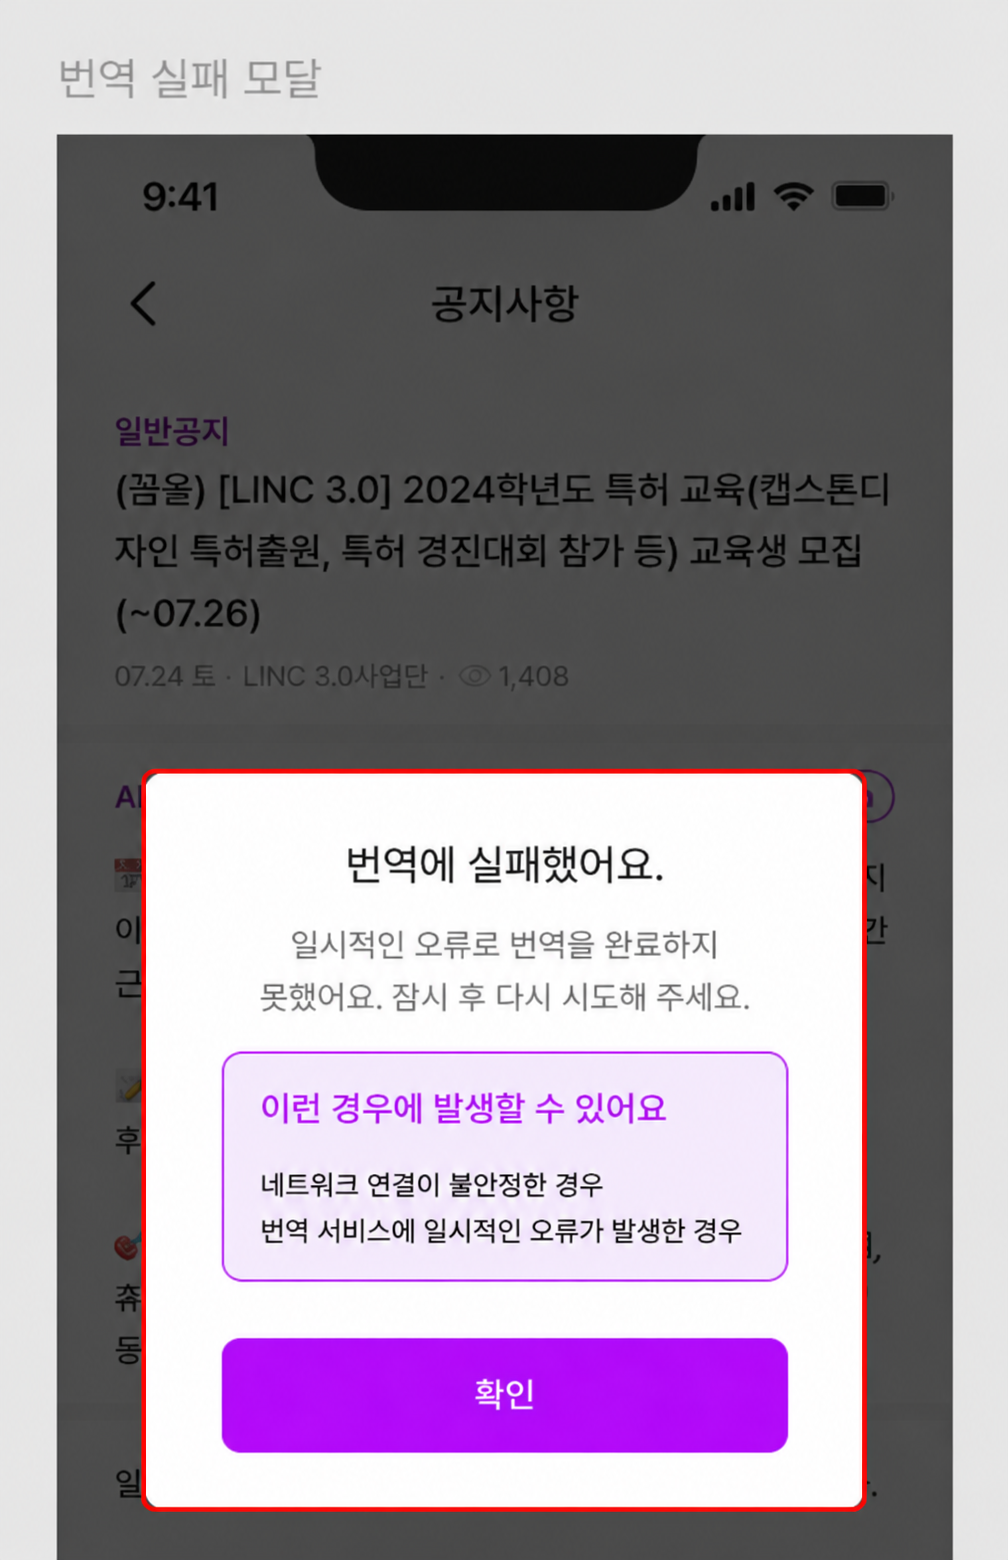 번역 실패 모달
9:41
공지사항
일반공지
(꼼올) [LINC 3.0] 2024학년도 특허 교육(캡스톤디
자인 특허출원, 특허 경진대회 참가 등) 교육생 모집
(~07.26)
07.24 토 · LINC 3.0사업단 · 1,408
번역에 실패했어요.
일시적인 오류로 번역을 완료하지
못했어요. 잠시 후 다시 시도해 주세요.
이런 경우에 발생할 수 있어요
네트워크 연결이 불안정한 경우
번역 서비스에 일시적인 오류가 발생한 경우
확인